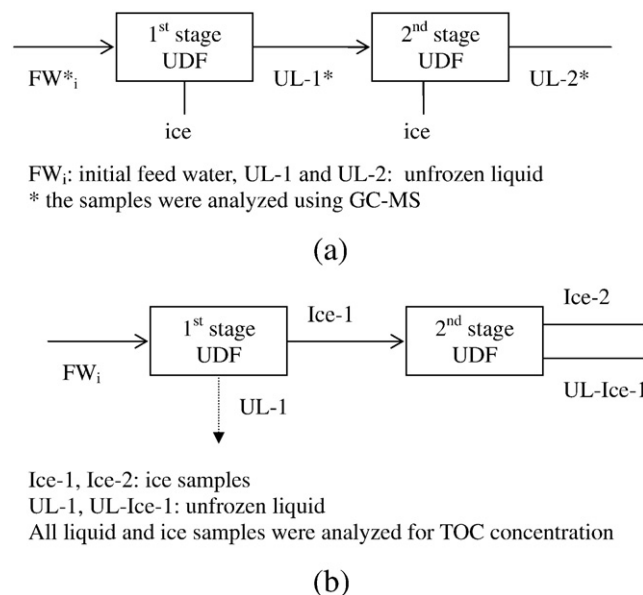 1st stage UDF
2nd stage UDF
FW*i
UL-1*
UL-2*
ice
ice
FWi: initial feed water, UL-1 and UL-2: unfrozen liquid
* the samples were analyzed using GC-MS
(a)
1st stage UDF
Ice-1
2nd stage UDF
Ice-2
FWi
UL-1
UL-Ice-1
Ice-1, Ice-2: ice samples
UL-1, UL-Ice-1: unfrozen liquid
All liquid and ice samples were analyzed for TOC concentration
(b)